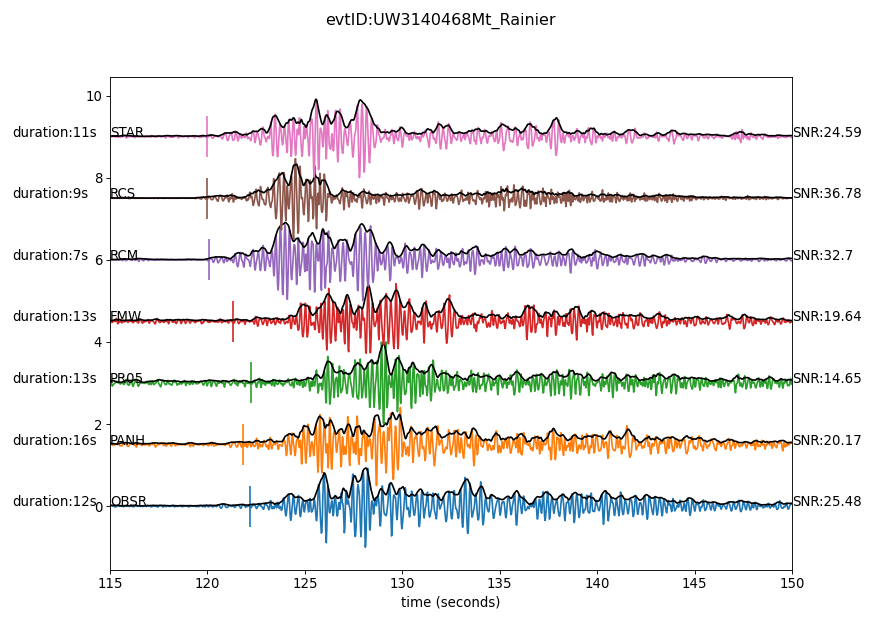 evtID:UW3140468Mt_Rainier
10
duration:11s STAR SNR:24.59
8
duration:9s RCS SNR:36.78
duration:7s RCM SNR:32.7
6
duration:13s FMW SNR:19.64
4
duration:13s PR05 SNR:14.65
2
duration:16s PANH SNR:20.17
duration:12s OBSR SNR:25.48
0
115 120 125 130 135 140 145 150
time (seconds)